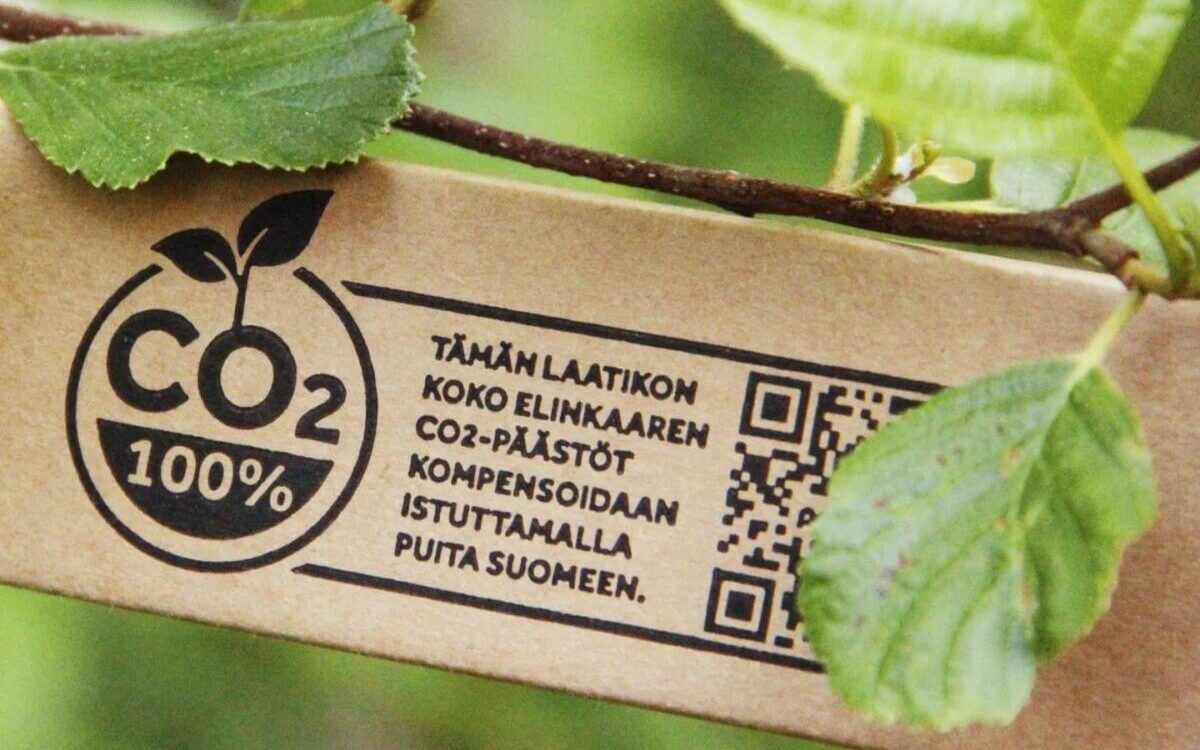 CO2
100%
TÄMÄN LAATIKON
KOKO ELINKAAREN
CO2-PÄÄSTÖT
KOMPENSOIDAAN
ISTUTTAMALLA
PUITA SUOMEEN.